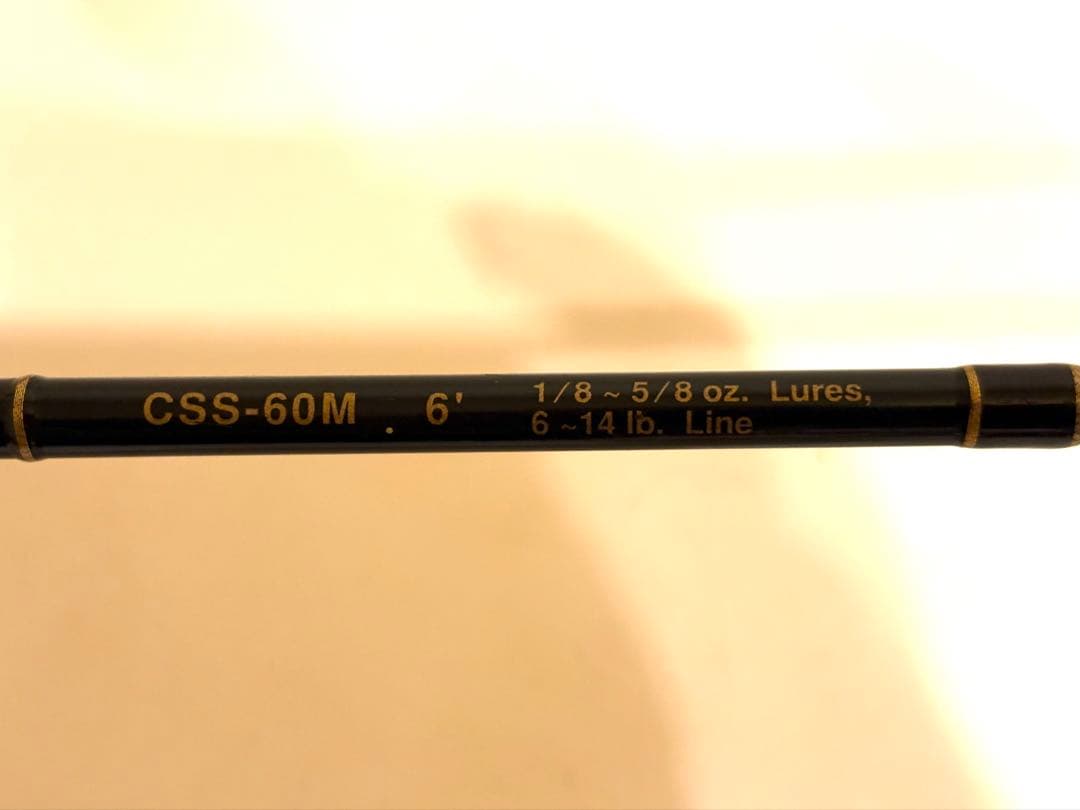 CSS-60M 6' 1/8 ~ 5/8 oz. Lures,
6 ~14 lb. Line